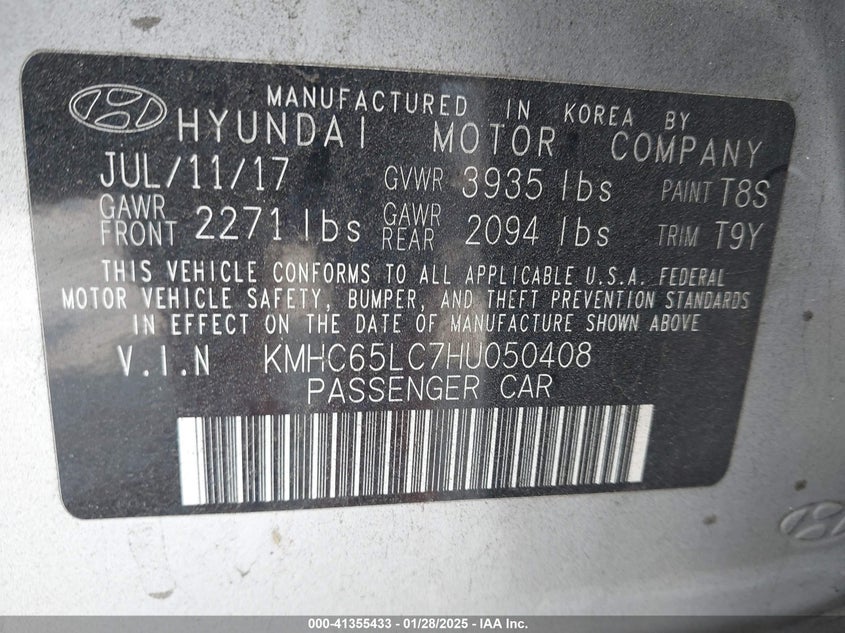 MANUFACTURED IN KOREA BY
HYUNDAI MOTOR COMPANY
JUL/11/17 GVWR 3935 lbs PAINT T8S
GAWR FRONT 2271 lbs GAWR REAR 2094 lbs TRIM T9Y
THIS VEHICLE CONFORMS TO ALL APPLICABLE U.S.A. FEDERAL
MOTOR VEHICLE SAFETY, BUMPER, AND THEFT PREVENTION STANDARDS
IN EFFECT ON THE DATE OF MANUFACTURE SHOWN ABOVE
V.I.N KMHC65LC7HU050408
PASSENGER CAR
000-41355433 - 01/28/2025 - IAA Inc.